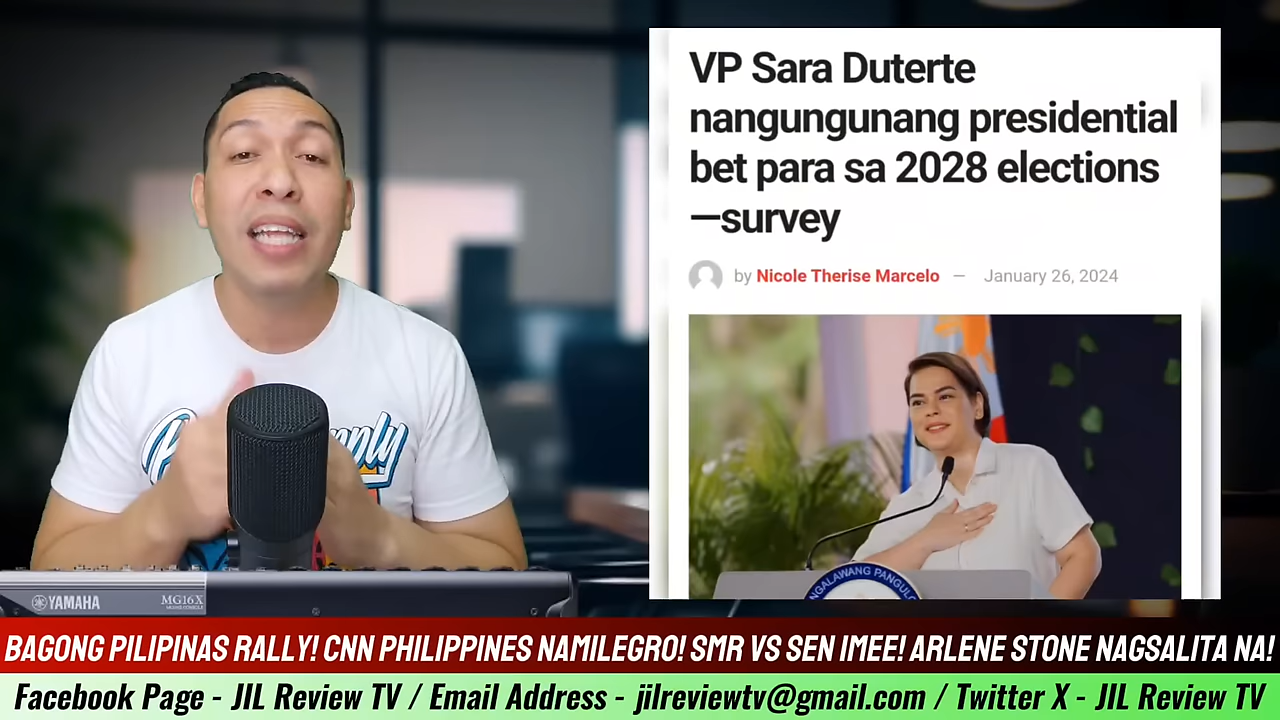 VP Sara Duterte
nangungunang presidential
bet para sa 2028 elections
—survey
by Nicole Therise Marcelo — January 26, 2024
NGALAWANG PANGULO
YAMAHA
MG16X
BAGONG PILIPINAS RALLY! CNN PHILIPPINES NAMILEGRO! SMR VS SEN IMEE! ARLENE STONE NAGSALITA NA!
Facebook Page - JIL Review TV / Email Address - jilreviewtv@gmail.com / Twitter X - JIL Review TV